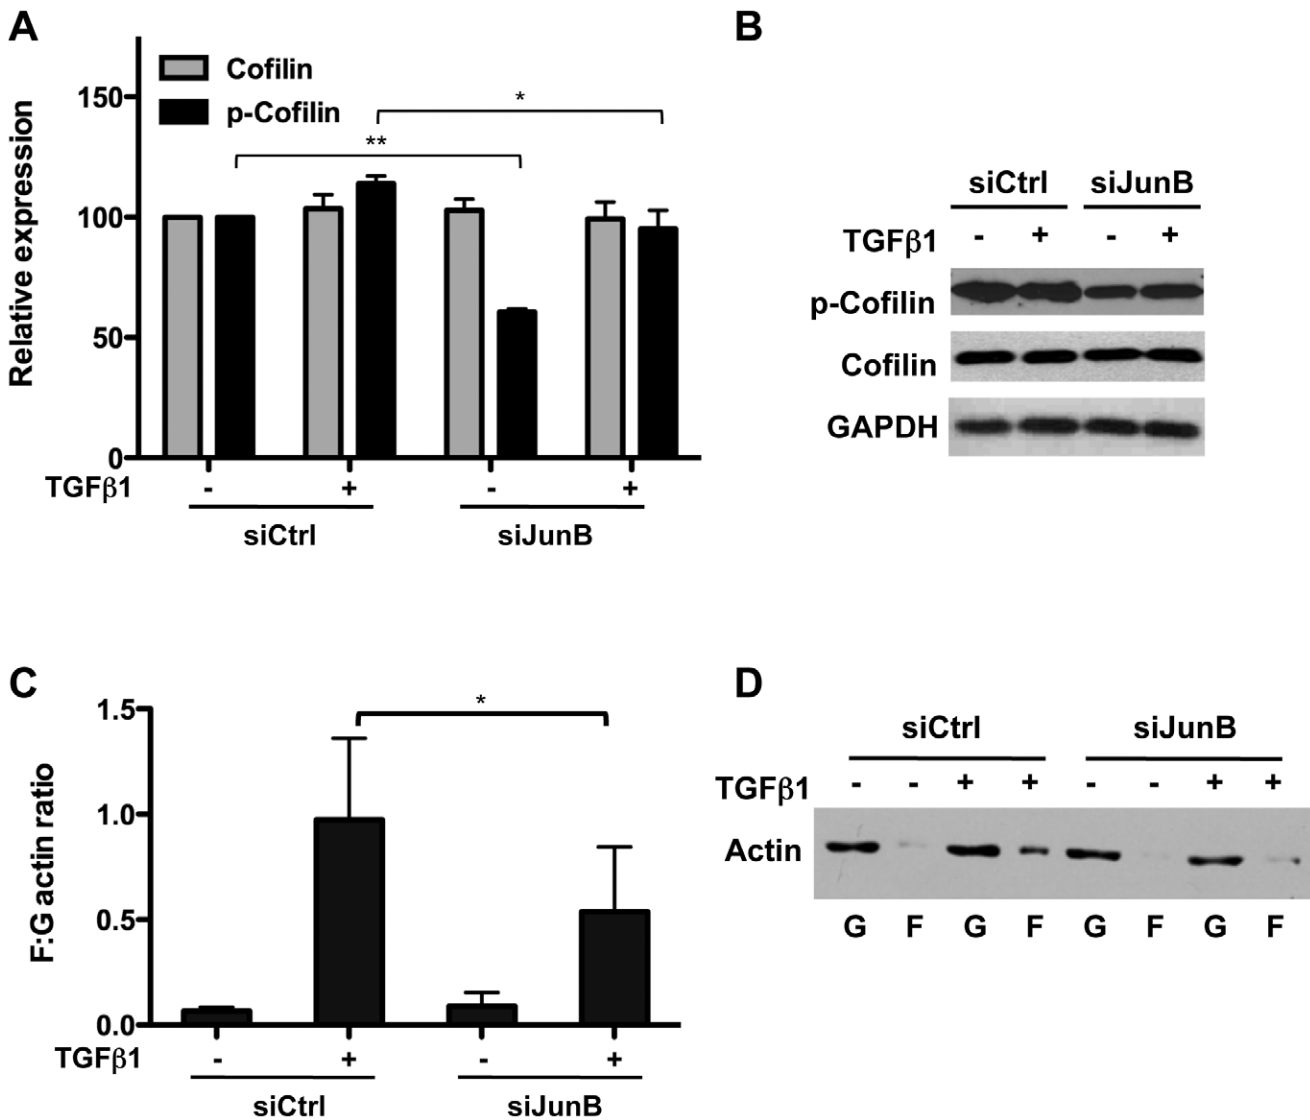 A
Cofilin
p-Cofilin
Relative expression
150
100
50
0
*
**
TGFβ1 - + - +
siCtrl siJunB
B
siCtrl siJunB
TGFβ1 - + - +
p-Cofilin
Cofilin
GAPDH
C
F:G actin ratio
1.5
1.0
0.5
0.0
*
TGFβ1 - + - +
siCtrl siJunB
D
siCtrl siJunB
TGFβ1 - - + + - - + +
Actin
G F G F G F G F